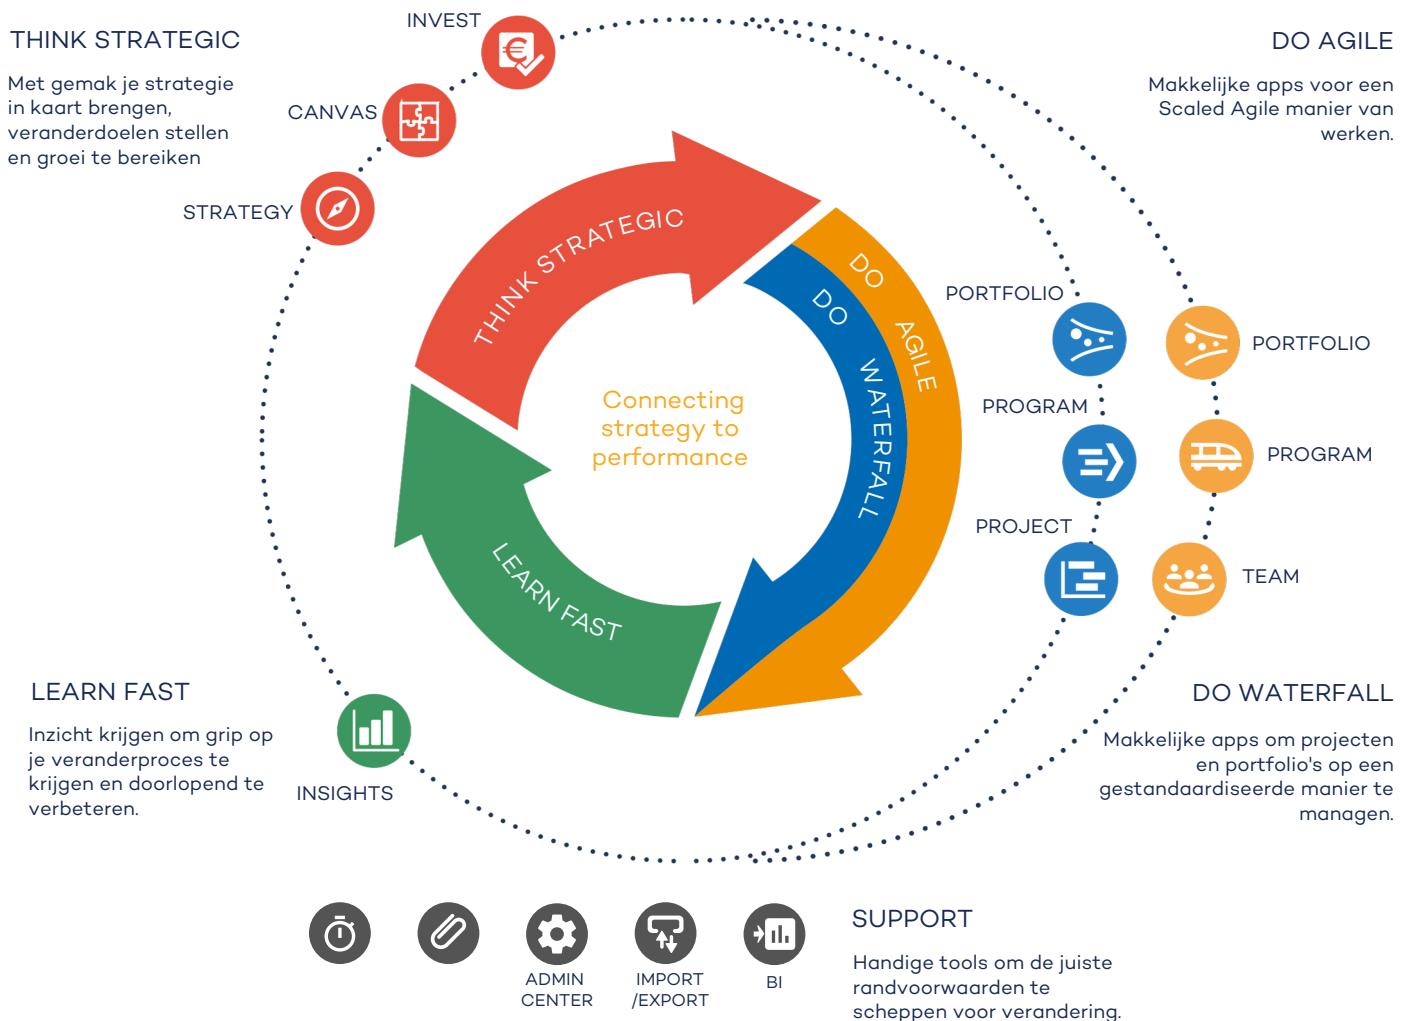 INVEST
THINK STRATEGIC
Met gemak je strategie
in kaart brengen,
veranderdoelen stellen
en groei te bereiken
CANVAS
STRATEGY
DO AGILE
Makkelijke apps voor een
Scaled Agile manier van
werken.
THINK STRATEGIC
DO AGILE
DO WATERFALL
LEARN FAST
Connecting
strategy to
performance
PORTFOLIO
PORTFOLIO
PROGRAM
PROGRAM
PROJECT
TEAM
LEARN FAST
Inzicht krijgen om grip op
je veranderproces te
krijgen en doorlopend te
verbeteren.
INSIGHTS
DO WATERFALL
Makkelijke apps om projecten
en portfolio's op een
gestandaardiseerde manier te
managen.
ADMIN
CENTER
IMPORT
/EXPORT
BI
SUPPORT
Handige tools om de juiste
randvoorwaarden te
scheppen voor verandering.